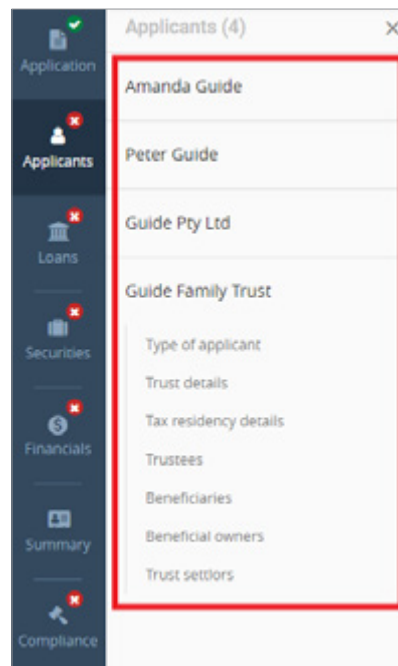 Application
Applicants
Loans
Securities
Financials
Summary
Compliance
Applicants (4)
Amanda Guide
Peter Guide
Guide Pty Ltd
Guide Family Trust
Type of applicant
Trust details
Tax residency details
Trustees
Beneficiaries
Beneficial owners
Trust settlors